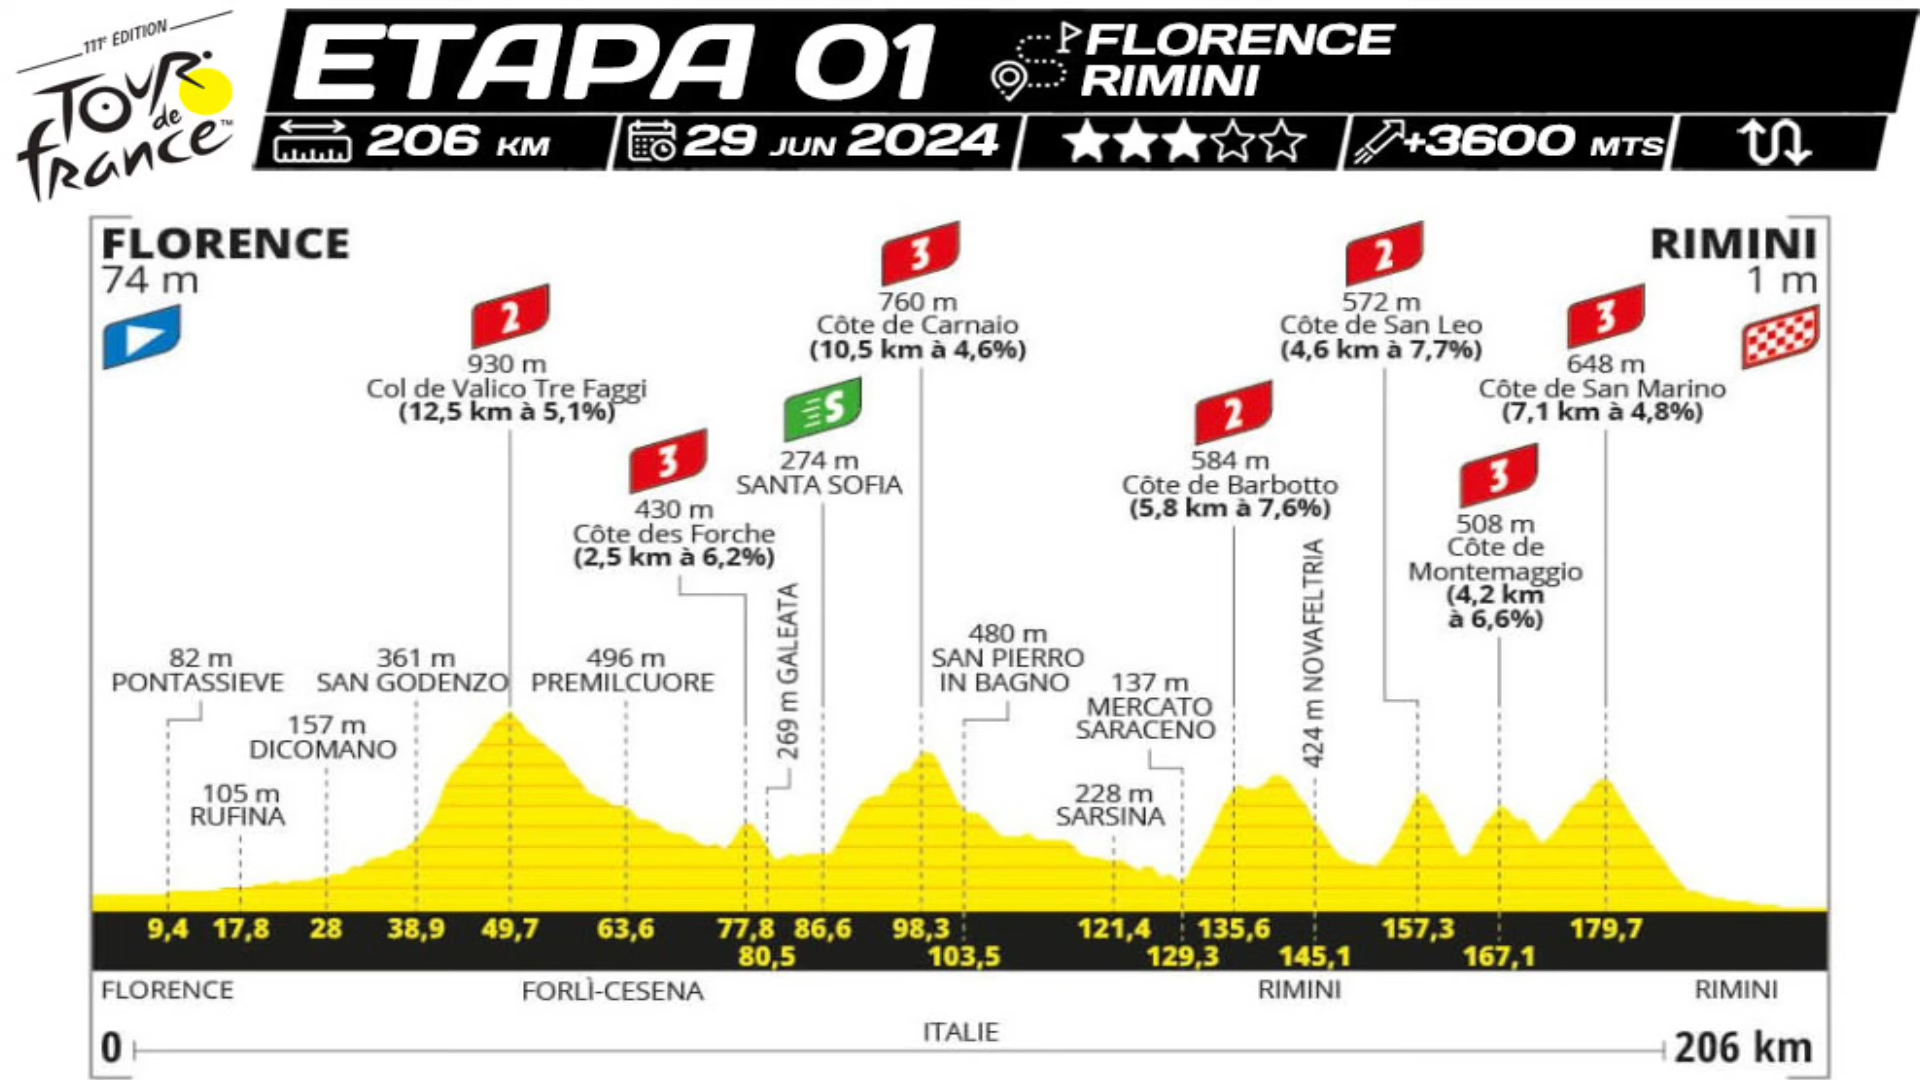 111e EDITION
TOUR
de
france™
ETAPA 01
FLORENCE
RIMINI
206 KM
29 JUN 2024
+3600 MTS
FLORENCE
74 m
RIMINI
1 m
2
930 m
Col de Valico Tre Faggi
(12,5 km à 5,1%)
3
430 m
Côte des Forche
(2,5 km à 6,2%)
S
274 m
SANTA SOFIA
3
760 m
Côte de Carnaio
(10,5 km à 4,6%)
2
584 m
Côte de Barbotto
(5,8 km à 7,6%)
2
572 m
Côte de San Leo
(4,6 km à 7,7%)
3
508 m
Côte de
Montemaggio
(4,2 km
à 6,6%)
3
648 m
Côte de San Marino
(7,1 km à 4,8%)
82 m
PONTASSIEVE
105 m
RUFINA
157 m
DICOMANO
361 m
SAN GODENZO
496 m
PREMILCUORE
269 m GALEATA
480 m
SAN PIERRO
IN BAGNO
228 m
SARSINA
137 m
MERCATO
SARACENO
424 m NOVAFELTRIA
9,4 17,8 28 38,9 49,7 63,6 77,8 86,6 98,3 121,4 135,6 157,3 179,7
80,5 103,5 129,3 145,1 167,1
FLORENCE FORLÌ-CESENA RIMINI RIMINI
ITALIE
0 206 km